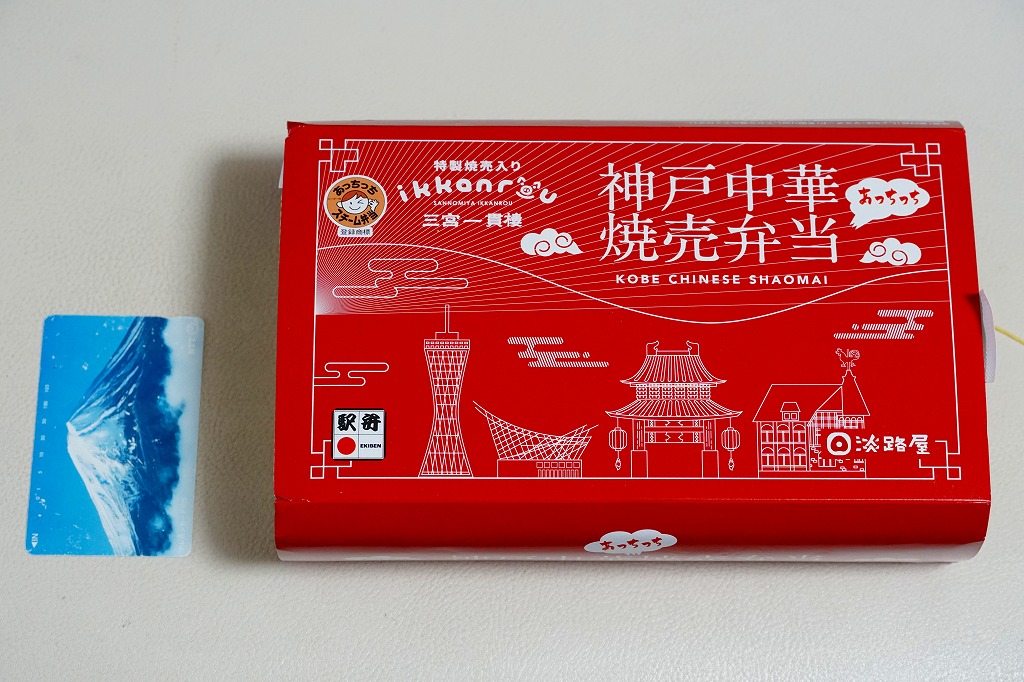 特製焼売入り
ikkanrou
SANNOMIYA IKKANROU
三宮一貫樓
あっちっち
スチーム弁当
登録商標
神戸中華
焼売弁当
あっちっち
KOBE CHINESE SHAOMAI
駅弁
EKIBEN
淡路屋
あっちっち